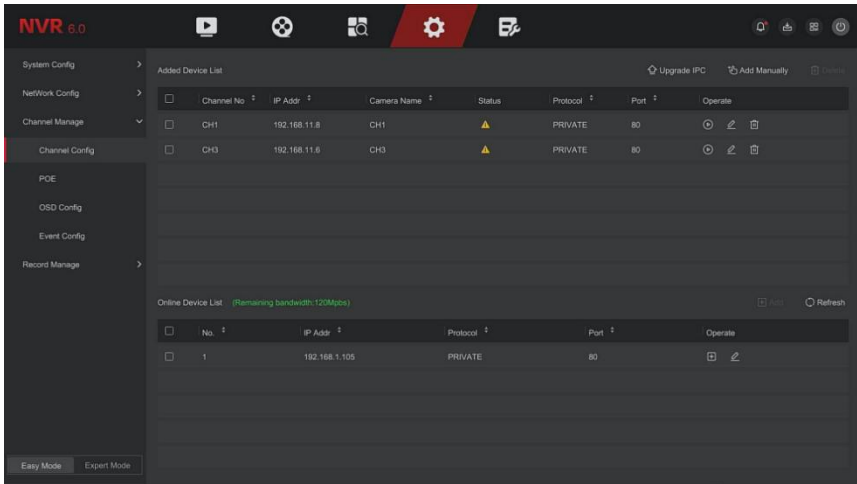 NVR 6.0
System Config
NetWork Config
Channel Manage
Channel Config
POE
OSD Config
Event Config
Record Manage
Easy Mode Expert Mode
Added Device List Upgrade IPC Add Manually Delete
Channel No IP Addr Camera Name Status Protocol Port Operate
CH1 192.168.11.8 CH1 PRIVATE 80
CH3 192.168.11.6 CH3 PRIVATE 80
Online Device List (Remaining bandwidth:120Mpbs) Add Refresh
No. IP Addr Protocol Port Operate
1 192.168.1.105 PRIVATE 80